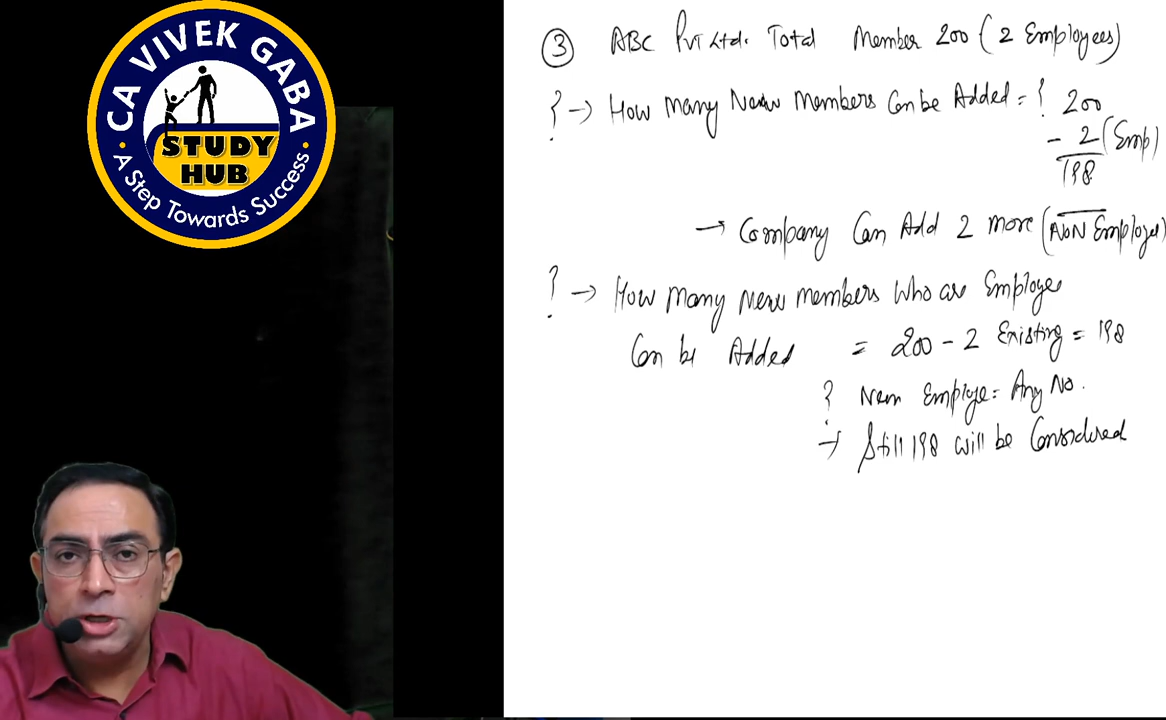 CA VIVEK GABA
STUDY
HUB
A Step Towards Success
③ ABC Pvt Ltd. Total Member 200 (2 Employees)
? → How Many New Members Can be Added = ? 200
- 2 (Emp)
198
→ Company Can Add 2 more (NON Employee)
? → How Many New members Who are Employee
Can be Added = 200 - 2 Existing = 198
? New Employee = Any No.
→ Still 198 will be Considered